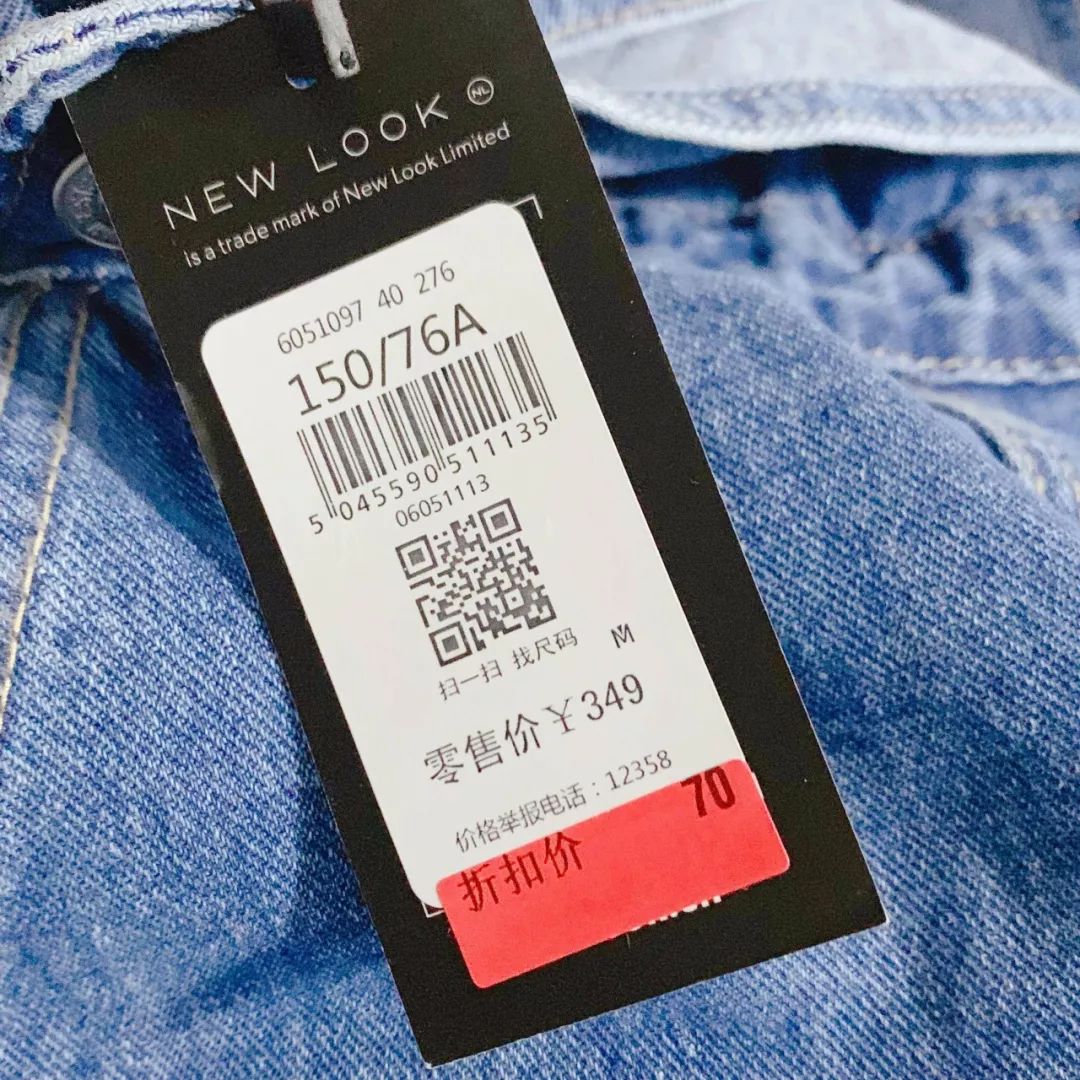 NEW LOOK NL
is a trade mark of New Look Limited
6051097 40 276
150/76A
5 045590 511135
06051113
扫一扫 找尺码 M
零售价￥349
价格举报电话：12358
折扣价 70